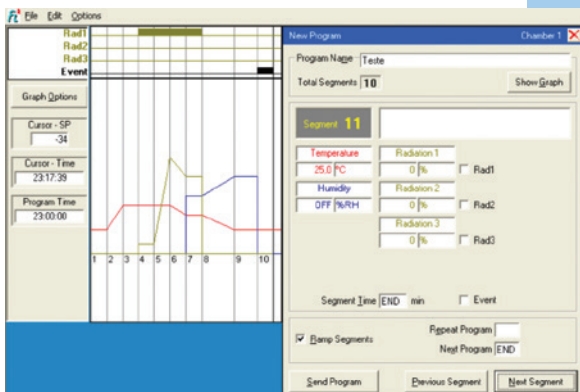 File Edit Options
Rad1
Rad2
Rad3
Event
Graph Options
Cursor - SP
-34
Cursor - Time
23:17:39
Program Time
23:00:00
1 2 3 4 5 6 7 8 9 10
New Program Chamber 1
Program Name Teste
Total Segments 10 Show Graph
Segment 11
Temperature Radiation 1
25,0 °C 0 % Rad1
Humidity Radiation 2
OFF %RH 0 % Rad2
Radiation 3
0 % Rad3
Segment Time END min Event
Ramp Segments Repeat Program
Next Program END
Send Program Previous Segment Next Segment